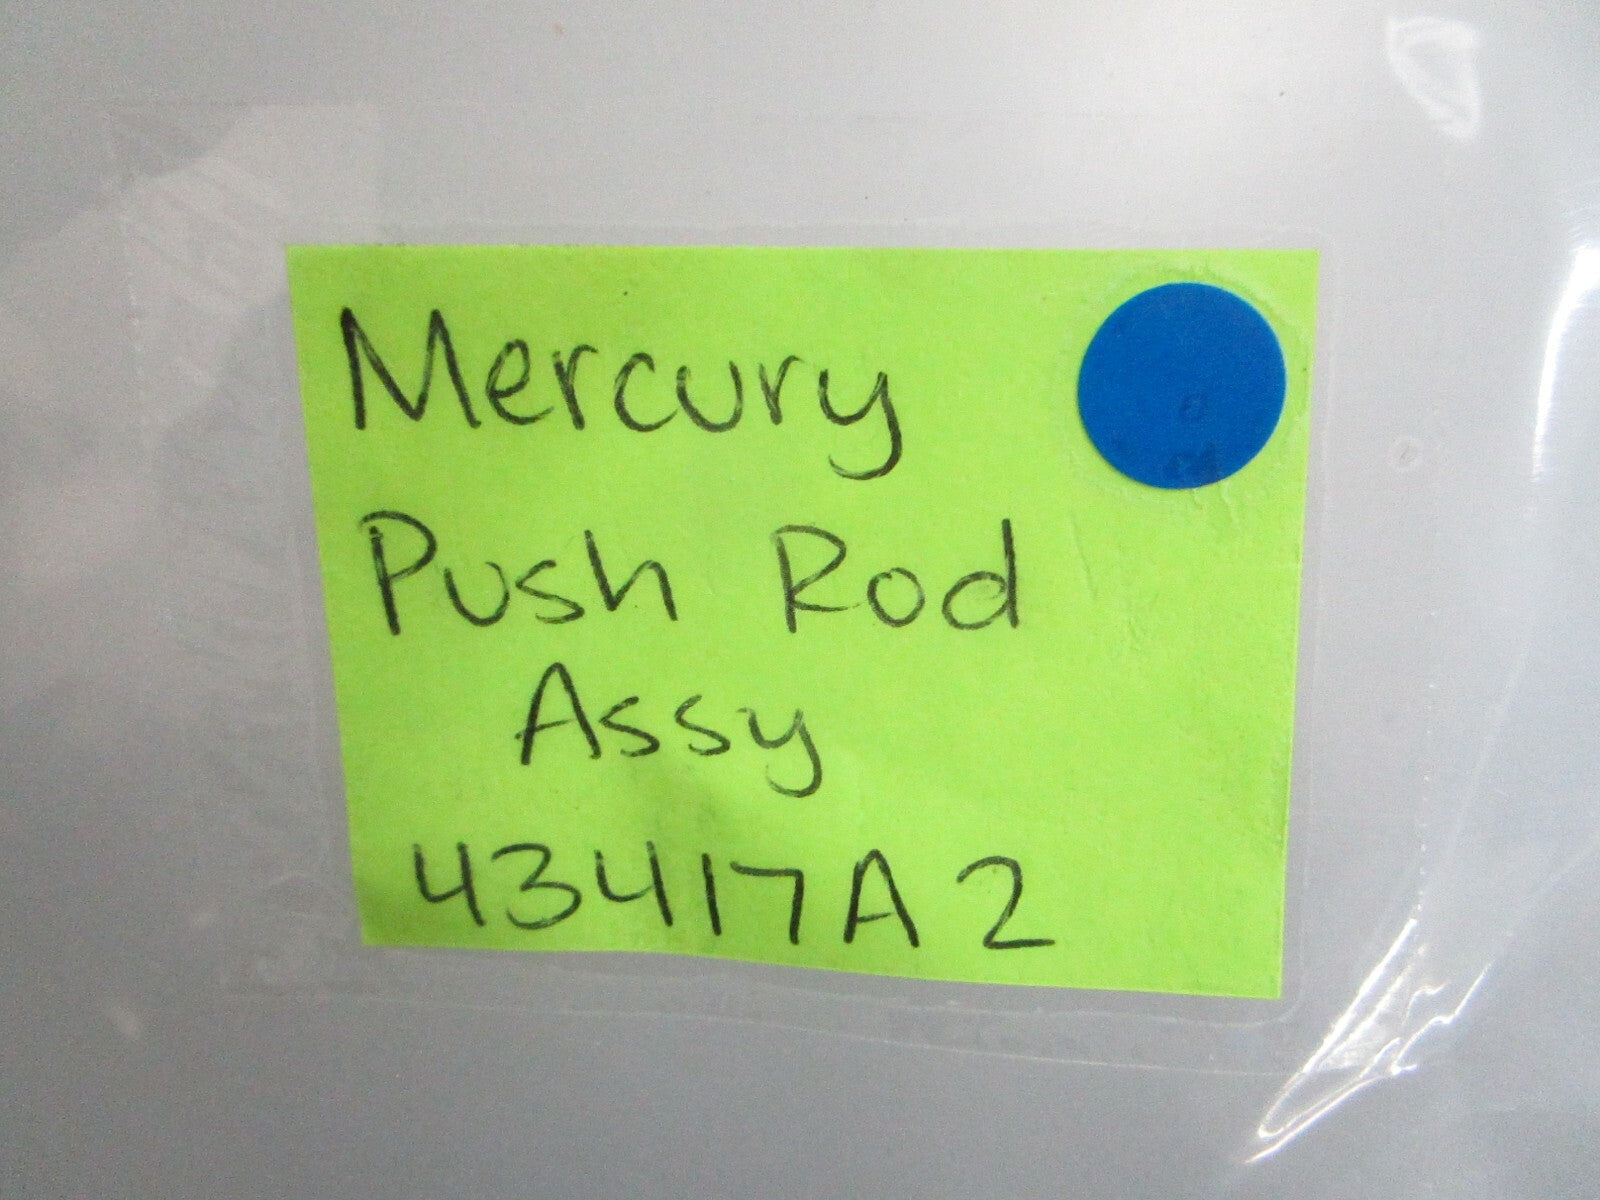 Mercury
Push Rod
Assy
43417A2